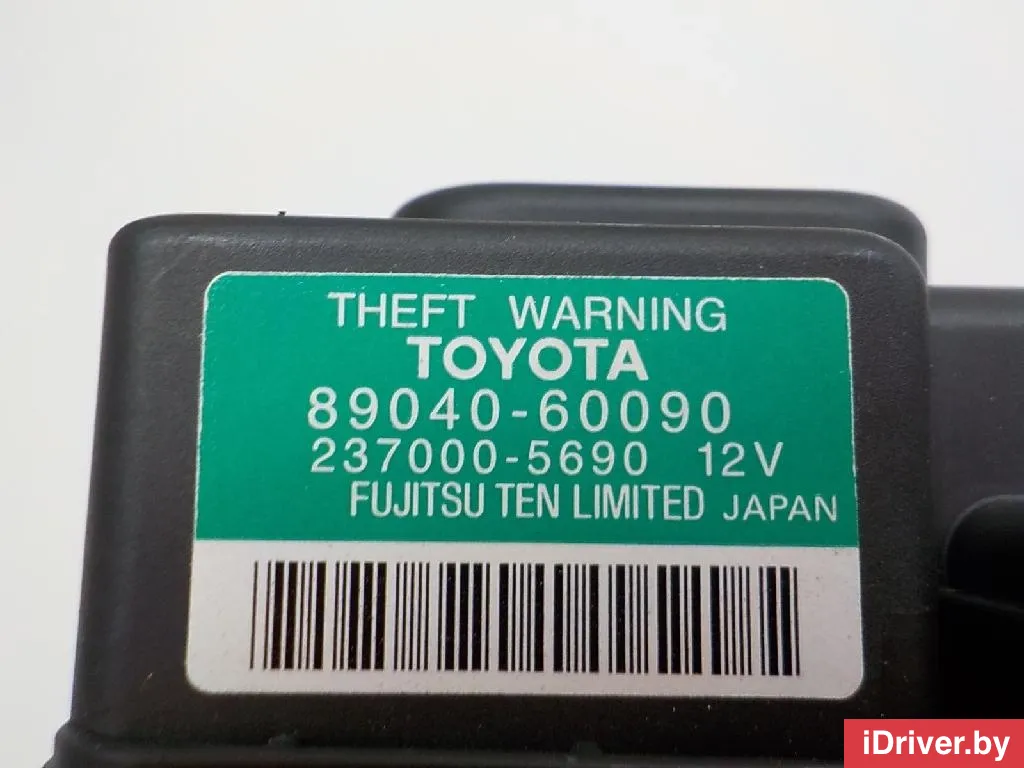 THEFT WARNING
TOYOTA
89040-60090
237000-5690 12V
FUJITSU TEN LIMITED JAPAN
iDriver.by